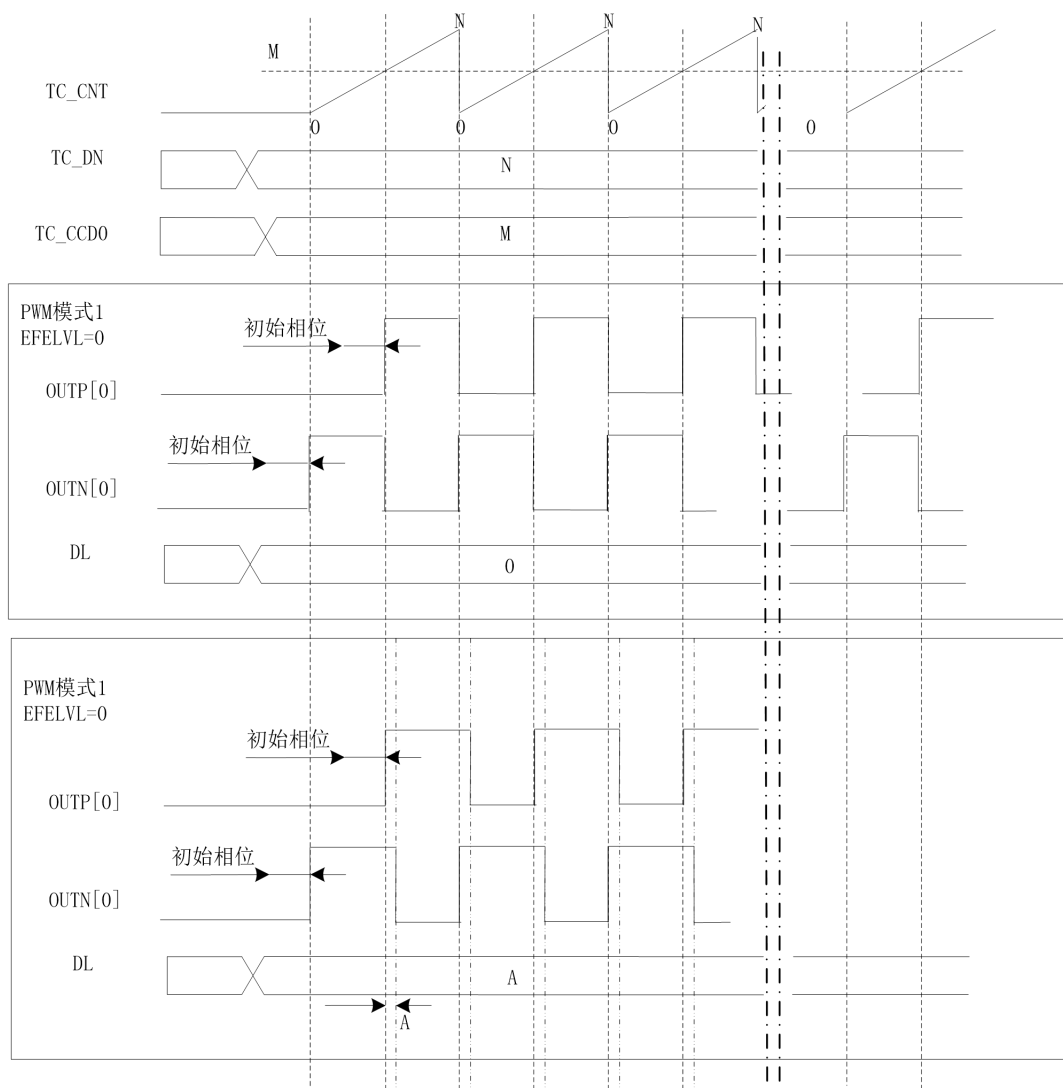 N N N
M
TC_CNT
0 0 0 0
TC_DN N
TC_CCD0 M
PWM模式1
EFELVL=0
初始相位
OUTP[0]
初始相位
OUTN[0]
DL 0
PWM模式1
EFELVL=0
初始相位
OUTP[0]
初始相位
OUTN[0]
DL A
A